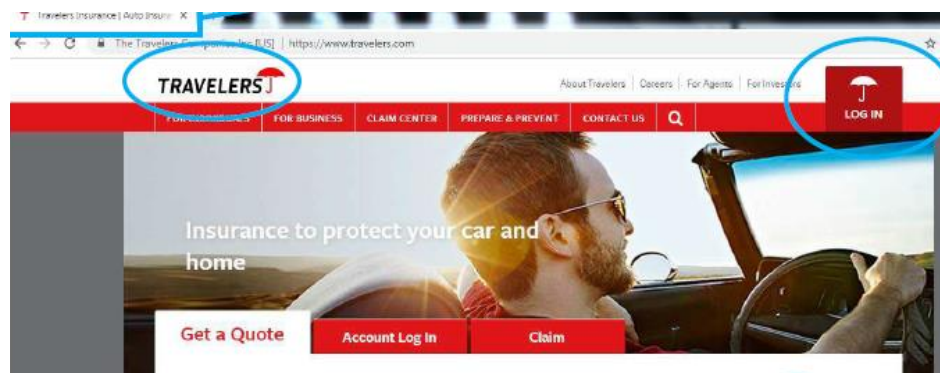 Travelers Insurance | Auto Insur
The Travelers Companies Inc. [US] | https://www.travelers.com
TRAVELERS
About Travelers | Careers | For Agents | For Investors
LOG IN
FOR BUSINESS
CLAIM CENTER
PREPARE & PREVENT
CONTACT US
Insurance to protect your car and
home
Get a Quote
Account Log In
Claim